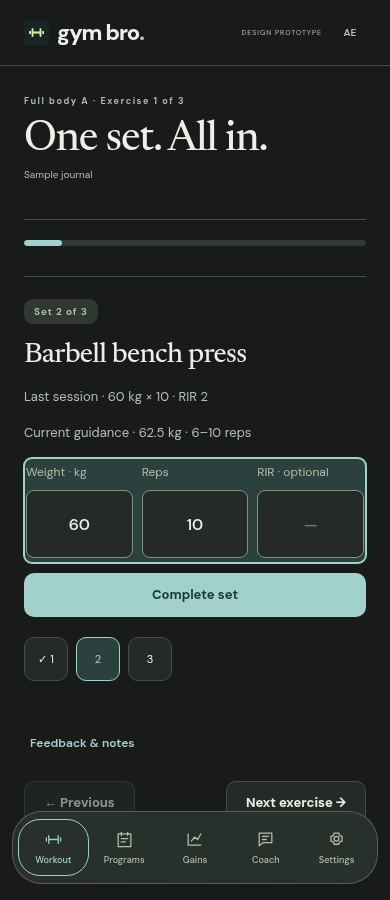 gym bro.
DESIGN PROTOTYPE
AE
Full body A · Exercise 1 of 3
One set. All in.
Sample journal
Set 2 of 3
Barbell bench press
Last session · 60 kg × 10 · RIR 2
Current guidance · 62.5 kg · 6–10 reps
Weight · kg Reps RIR · optional
60 10 —
Complete set
✓ 1 2 3
Feedback & notes
← Previous Next exercise →
Workout Programs Gains Coach Settings